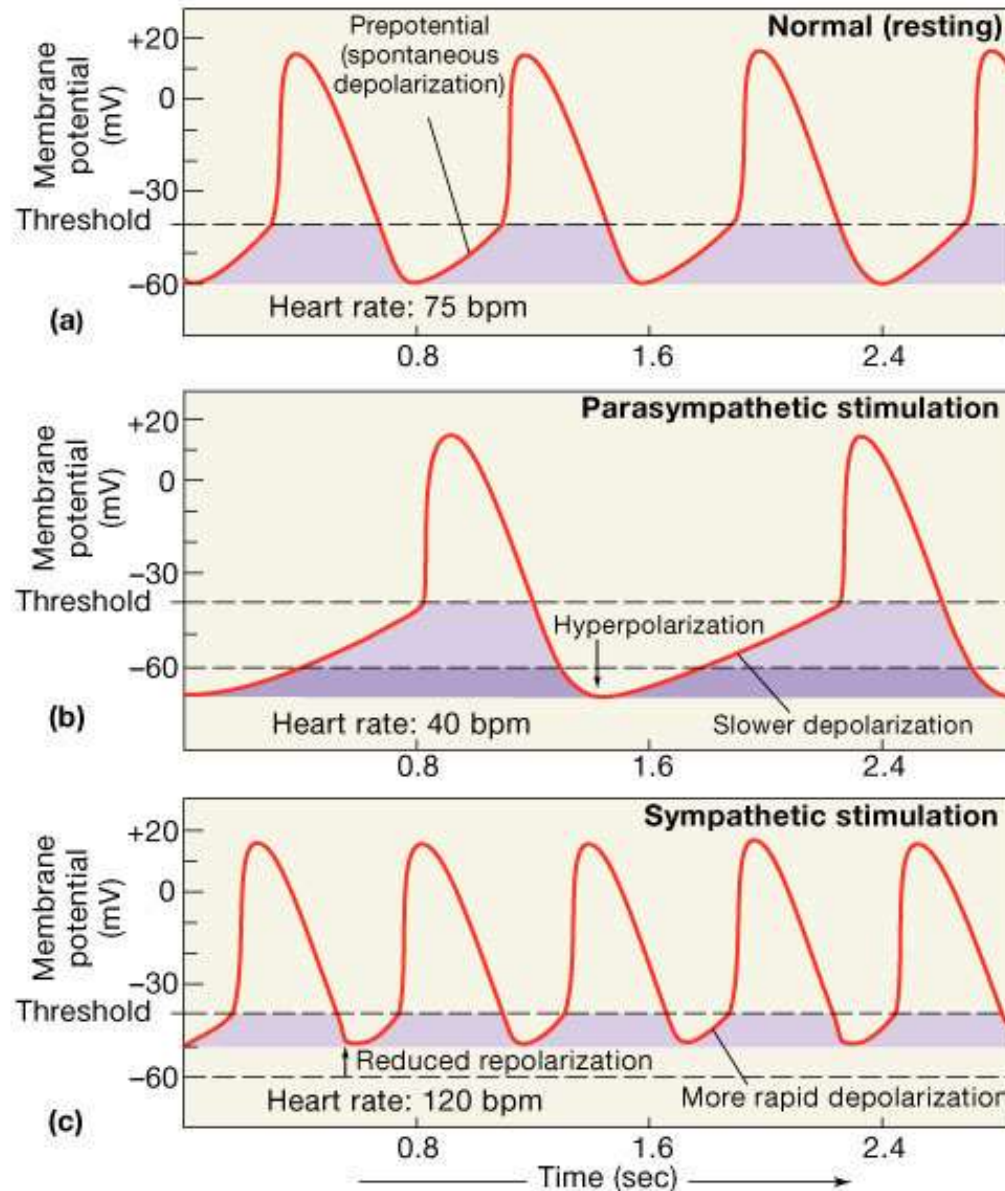 Normal (resting)
Prepotential
(spontaneous
depolarization)
Membrane
potential
(mV)
+20
0
−30
Threshold
−60
Heart rate: 75 bpm
(a)
0.8 1.6 2.4
Parasympathetic stimulation
Membrane
potential
(mV)
+20
0
−30
Threshold
Hyperpolarization
−60
Slower depolarization
Heart rate: 40 bpm
(b)
0.8 1.6 2.4
Sympathetic stimulation
Membrane
potential
(mV)
+20
0
−30
Threshold
Reduced repolarization
−60
Heart rate: 120 bpm
More rapid depolarization
(c)
0.8 1.6 2.4
Time (sec)